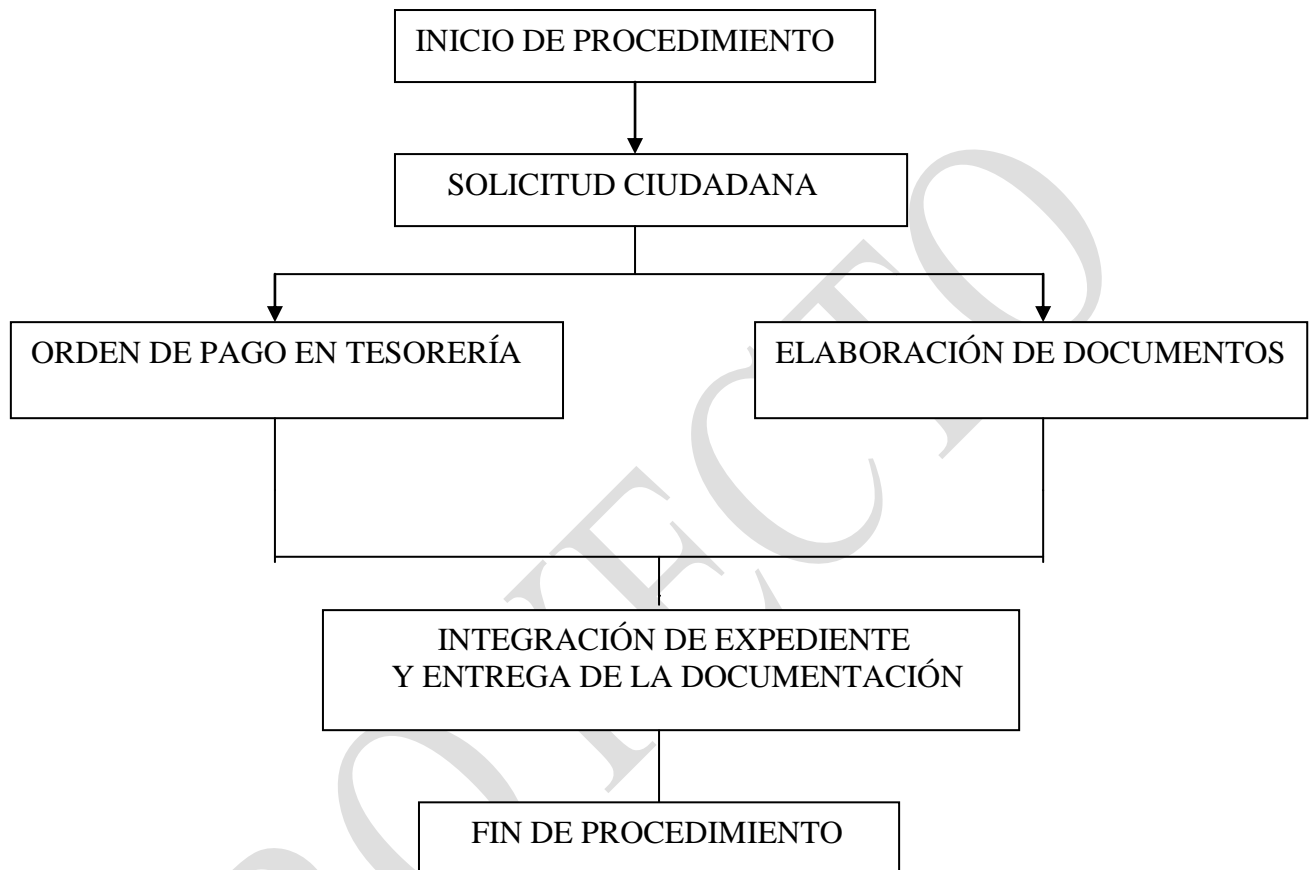 INICIO DE PROCEDIMIENTO
SOLICITUD CIUDADANA
ORDEN DE PAGO EN TESORERÍA
ELABORACIÓN DE DOCUMENTOS
INTEGRACIÓN DE EXPEDIENTE
Y ENTREGA DE LA DOCUMENTACIÓN
FIN DE PROCEDIMIENTO